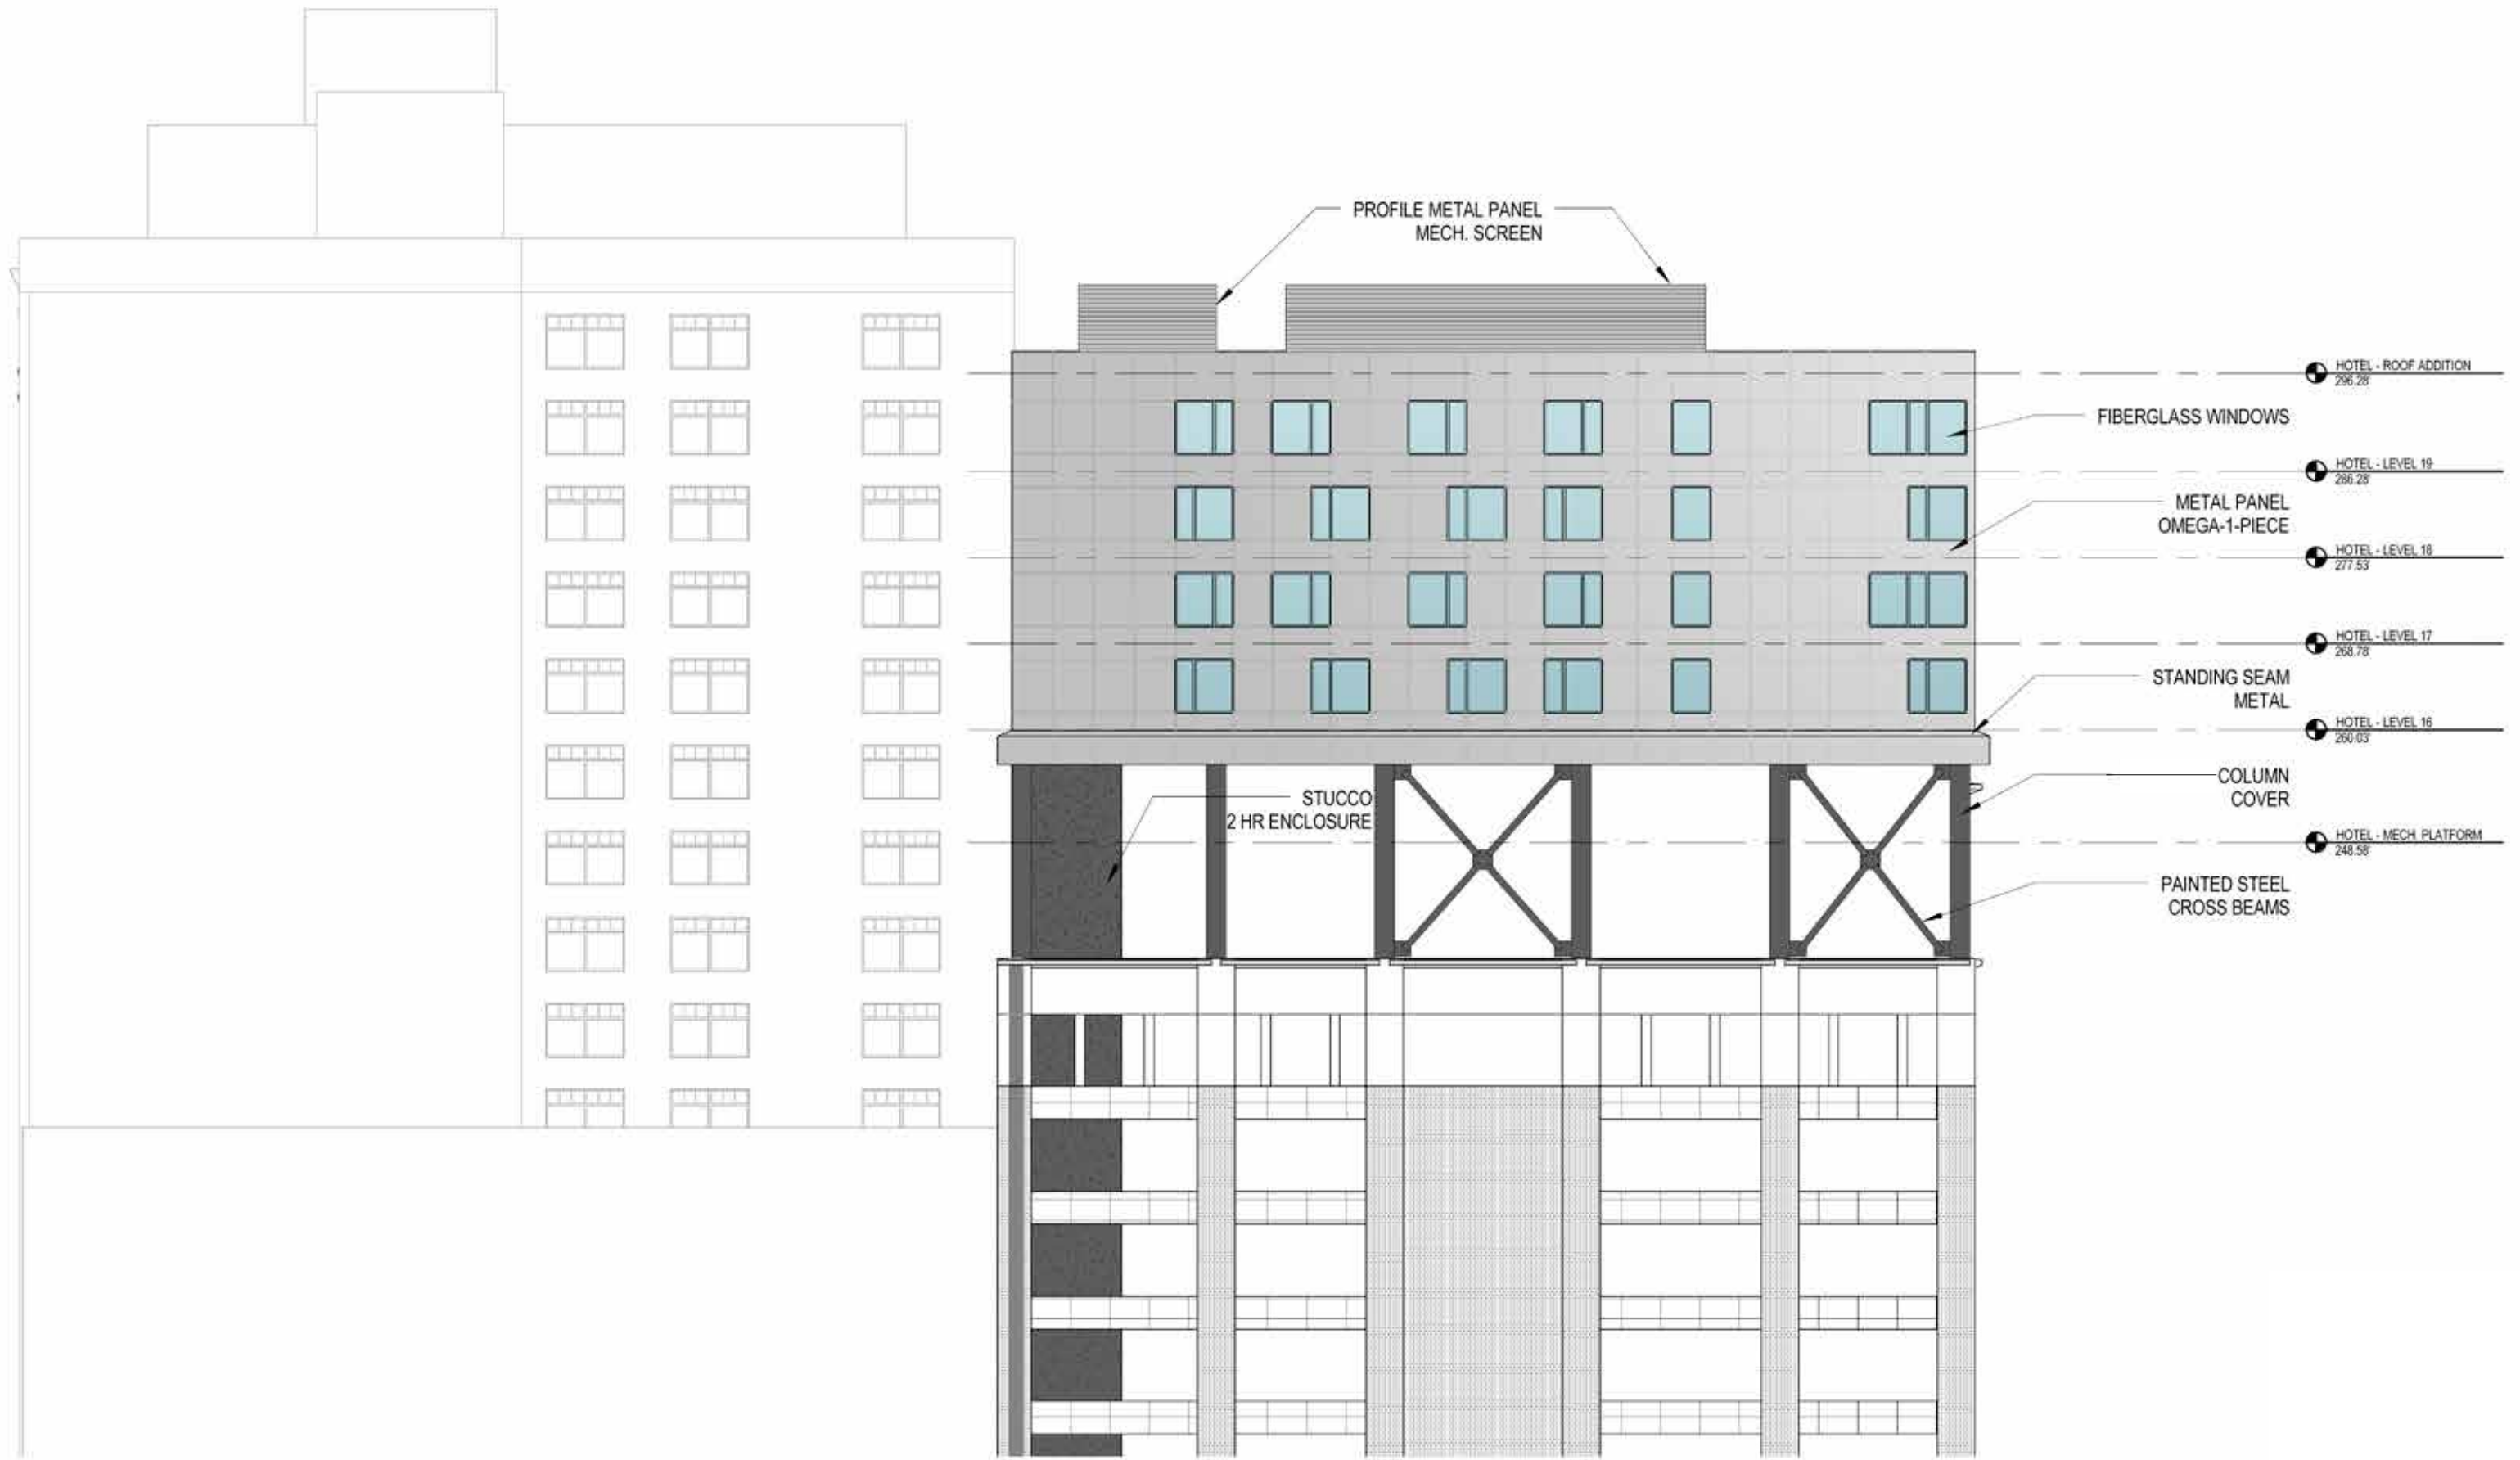 PROFILE METAL PANEL
MECH. SCREEN
HOTEL - ROOF ADDITION
296.28'
FIBERGLASS WINDOWS
HOTEL - LEVEL 19
286.28'
METAL PANEL
OMEGA-1-PIECE
HOTEL - LEVEL 18
277.53'
HOTEL - LEVEL 17
268.78'
STANDING SEAM
METAL
HOTEL - LEVEL 16
260.03'
COLUMN
COVER
STUCCO
2 HR ENCLOSURE
HOTEL - MECH. PLATFORM
248.58'
PAINTED STEEL
CROSS BEAMS